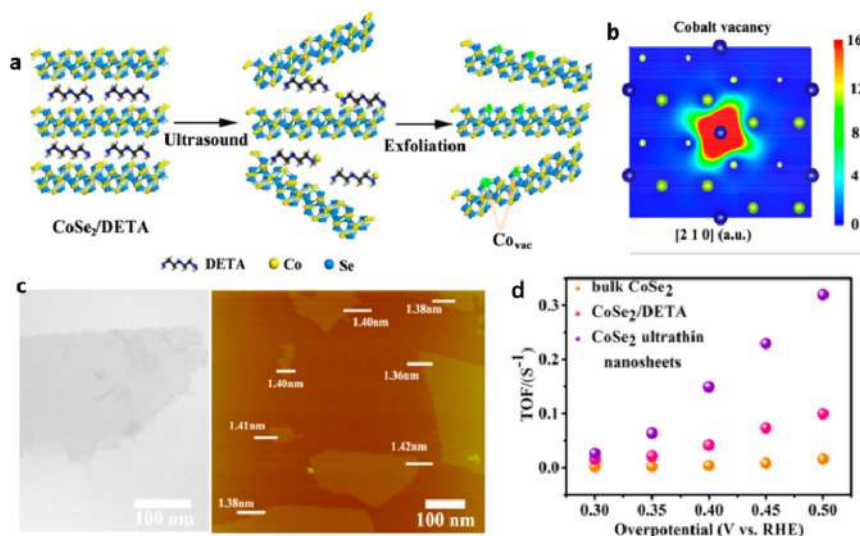 a
Ultrasound
Exfoliation
CoSe₂/DETA
Co_vac
DETA Co Se
b
Cobalt vacancy
16
12
8
4
0
[2 1 0] (a.u.)
c
100 nm
1.40nm
1.38nm
1.40nm
1.36nm
1.41nm
1.42nm
1.38nm
100 nm
d
bulk CoSe₂
CoSe₂/DETA
CoSe₂ ultrathin
nanosheets
TOF/(S⁻¹)
0.3
0.2
0.1
0.0
0.30 0.35 0.40 0.45 0.50
Overpotential (V vs. RHE)